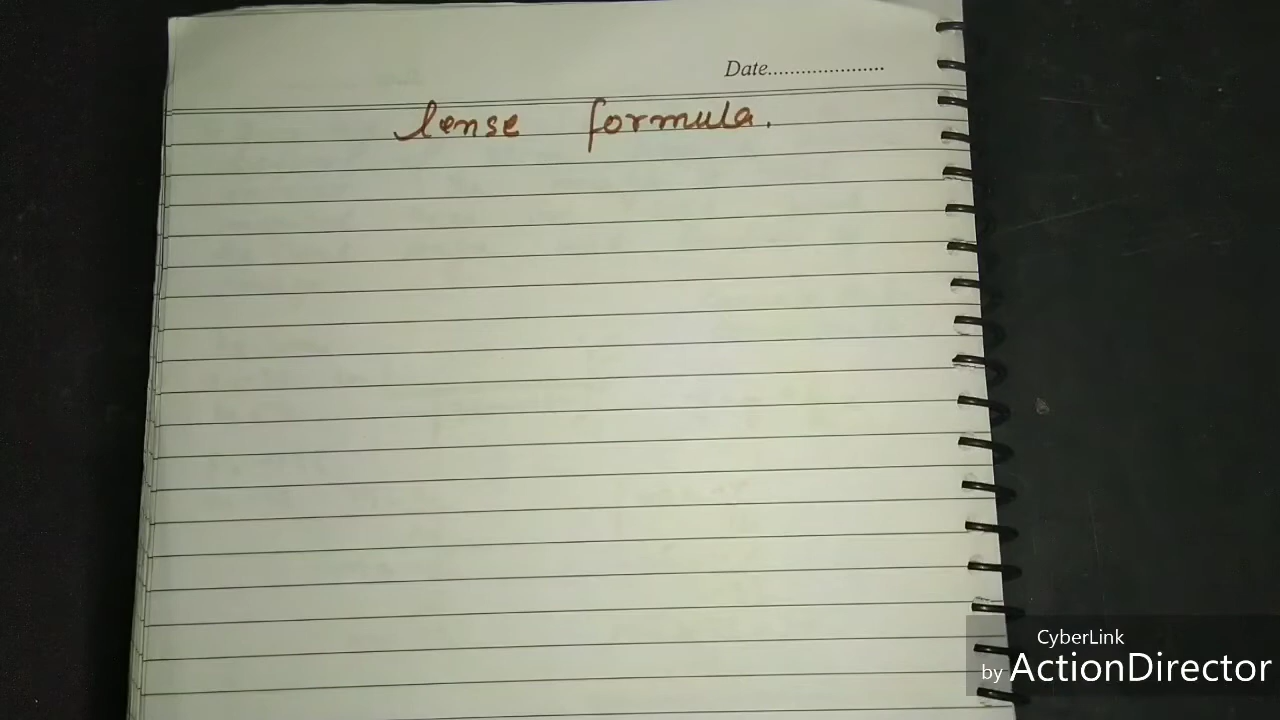 Date.....................
lense formula.
CyberLink
by ActionDirector